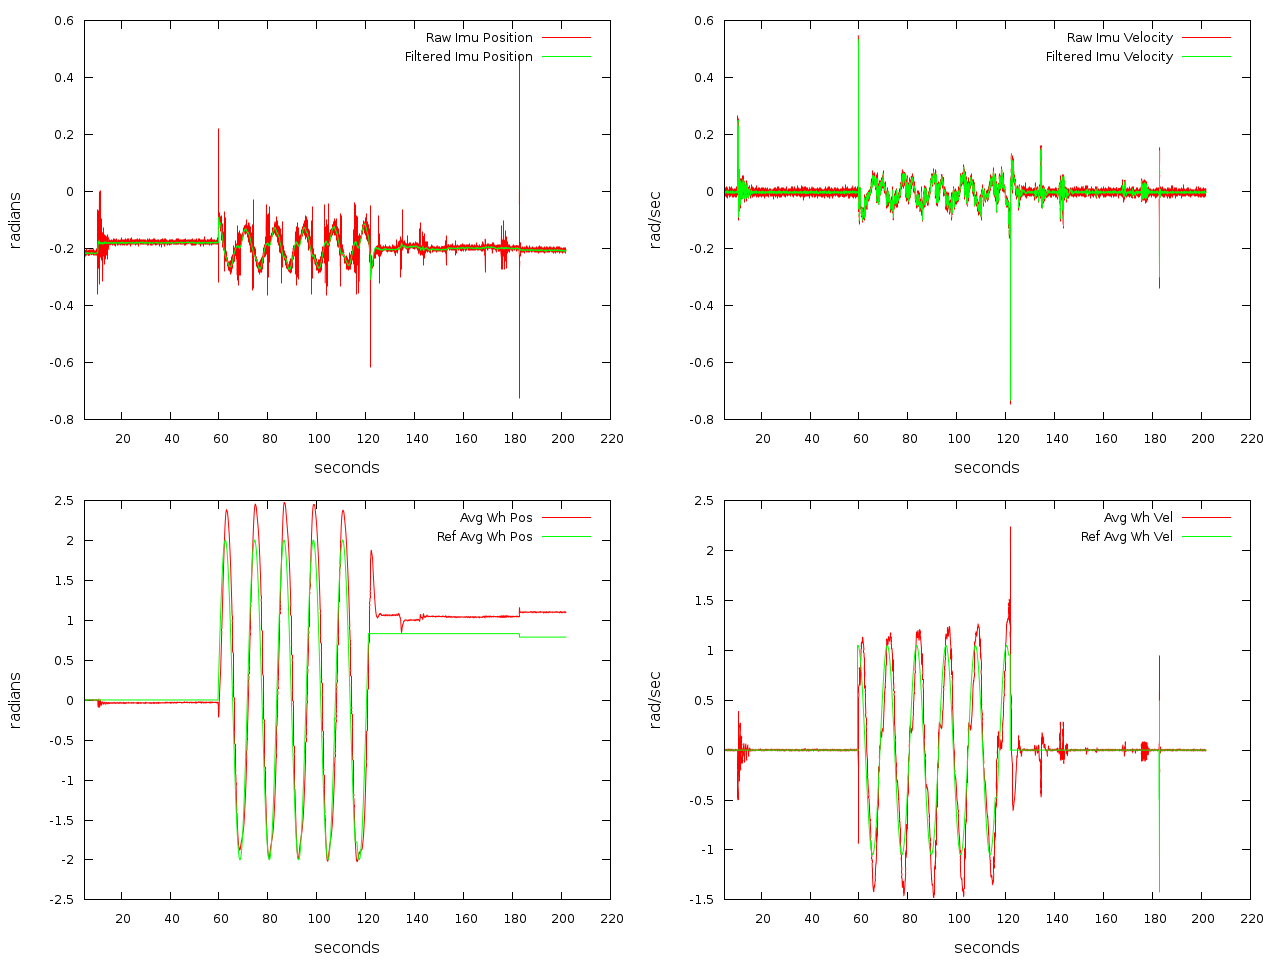 0.6
0.4
0.2
0
-0.2
-0.4
-0.6
-0.8
radians
Raw Imu Position
Filtered Imu Position
20 40 60 80 100 120 140 160 180 200 220
seconds
0.6
0.4
0.2
0
-0.2
-0.4
-0.6
-0.8
rad/sec
Raw Imu Velocity
Filtered Imu Velocity
20 40 60 80 100 120 140 160 180 200 220
seconds
2.5
2
1.5
1
0.5
0
-0.5
-1
-1.5
-2
-2.5
radians
Avg Wh Pos
Ref Avg Wh Pos
20 40 60 80 100 120 140 160 180 200 220
seconds
2.5
2
1.5
1
0.5
0
-0.5
-1
-1.5
rad/sec
Avg Wh Vel
Ref Avg Wh Vel
20 40 60 80 100 120 140 160 180 200 220
seconds